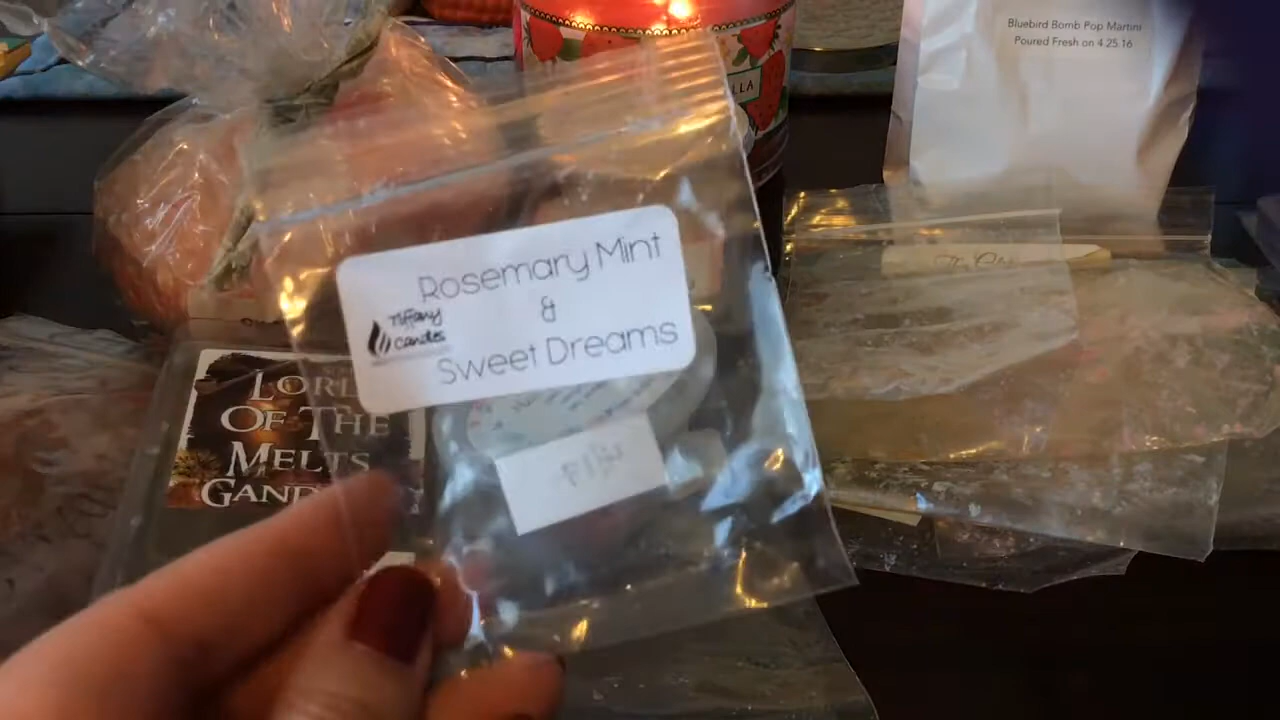 Bluebird Bomb Pop Martini
Poured Fresh on 4.25.16
LLA
Rosemary Mint
&
Tiffany
Candles
Sweet Dreams
LORD
OF THE
MELTS
GAND